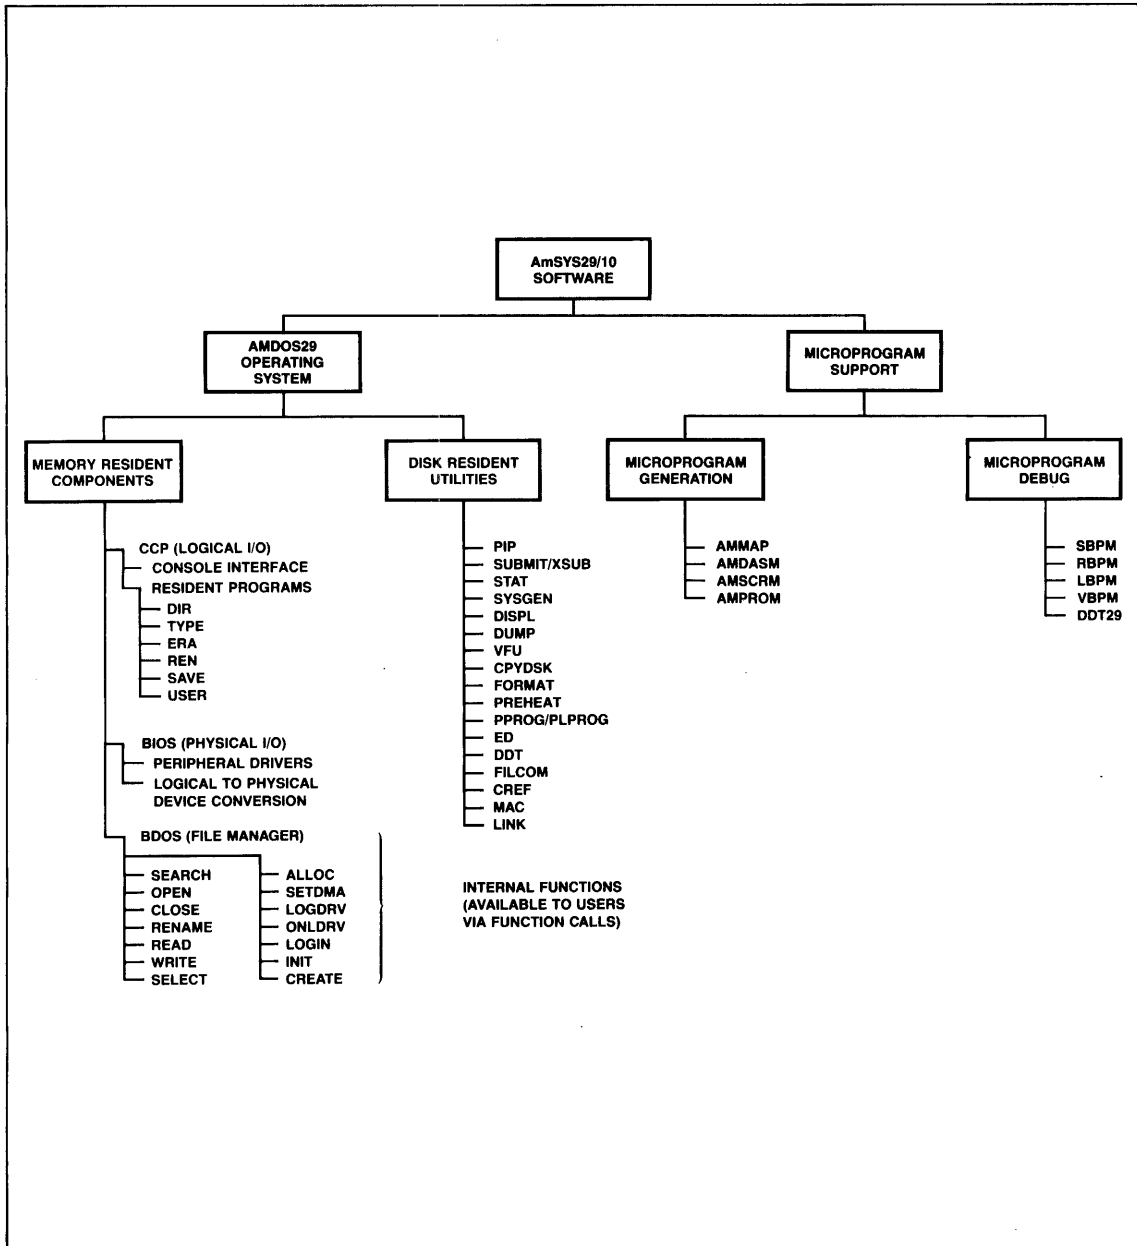 AmSYS29/10
SOFTWARE
AMDOS29
OPERATING
SYSTEM
MICROPROGRAM
SUPPORT
MEMORY RESIDENT
COMPONENTS
DISK RESIDENT
UTILITIES
MICROPROGRAM
GENERATION
MICROPROGRAM
DEBUG
CCP (LOGICAL I/O)
CONSOLE INTERFACE
RESIDENT PROGRAMS
DIR
TYPE
ERA
REN
SAVE
USER
BIOS (PHYSICAL I/O)
PERIPHERAL DRIVERS
LOGICAL TO PHYSICAL
DEVICE CONVERSION
BDOS (FILE MANAGER)
SEARCH
OPEN
CLOSE
RENAME
READ
WRITE
SELECT
ALLOC
SETDMA
LOGDRV
ONLDRV
LOGIN
INIT
CREATE
INTERNAL FUNCTIONS
(AVAILABLE TO USERS
VIA FUNCTION CALLS)
PIP
SUBMIT/XSUB
STAT
SYSGEN
DISPL
DUMP
VFU
CPYDSK
FORMAT
PREHEAT
PPROG/PLPROG
ED
DDT
FILCOM
CREF
MAC
LINK
AMMAP
AMDASM
AMSCRM
AMPROM
SBPM
RBPM
LBPM
VBPM
DDT29